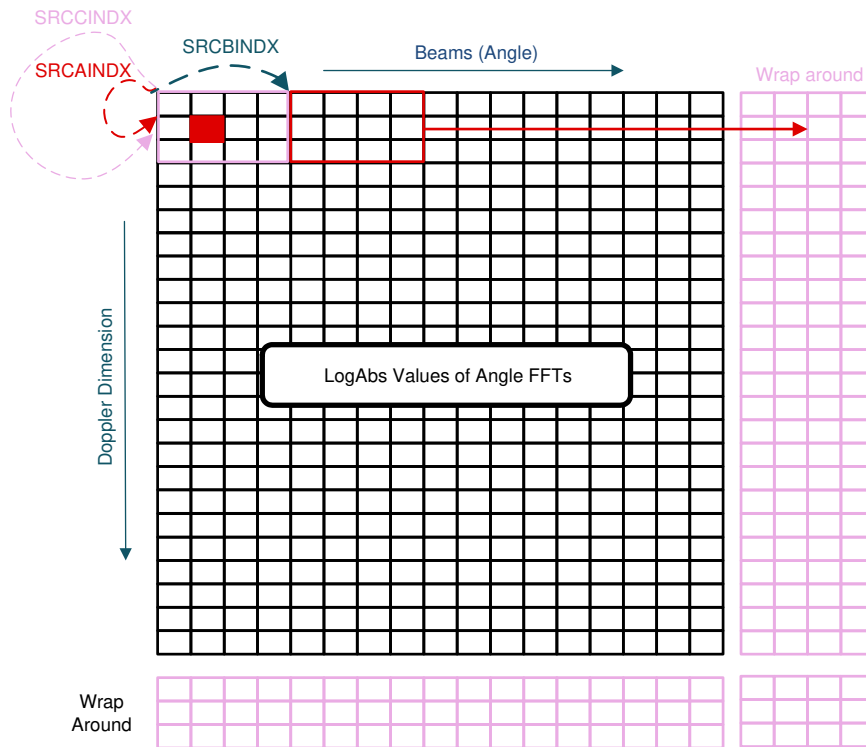 SRCCINDX
SRCBINDX
Beams (Angle)
SRCAINDX
Wrap around
Doppler Dimension
LogAbs Values of Angle FFTs
Wrap
Around